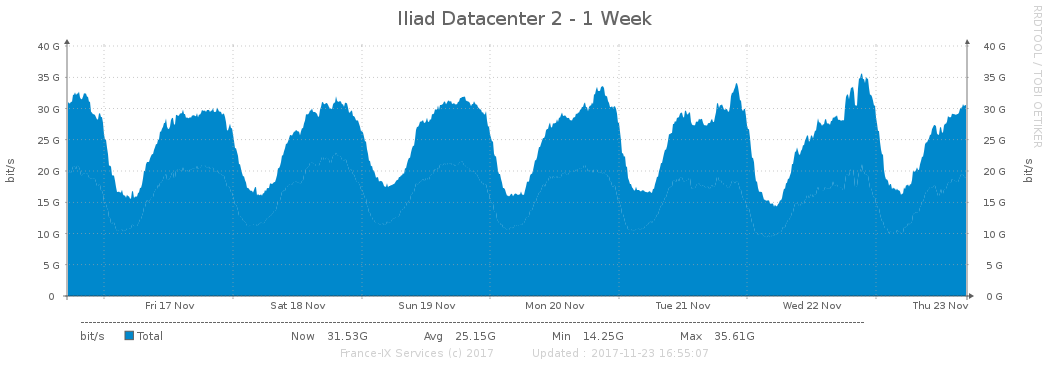 Iliad Datacenter 2 - 1 Week
RRDTOOL / TOBI OETIKER
40 G 40 G
35 G 35 G
30 G 30 G
25 G 25 G
20 G 20 G
15 G 15 G
10 G 10 G
5 G 5 G
0 0 G
bit/s
bit/s
Fri 17 Nov Sat 18 Nov Sun 19 Nov Mon 20 Nov Tue 21 Nov Wed 22 Nov Thu 23 Nov
bit/s Total Now 31.53G Avg 25.15G Min 14.25G Max 35.61G
France-IX Services (c) 2017 Updated : 2017-11-23 16:55:07